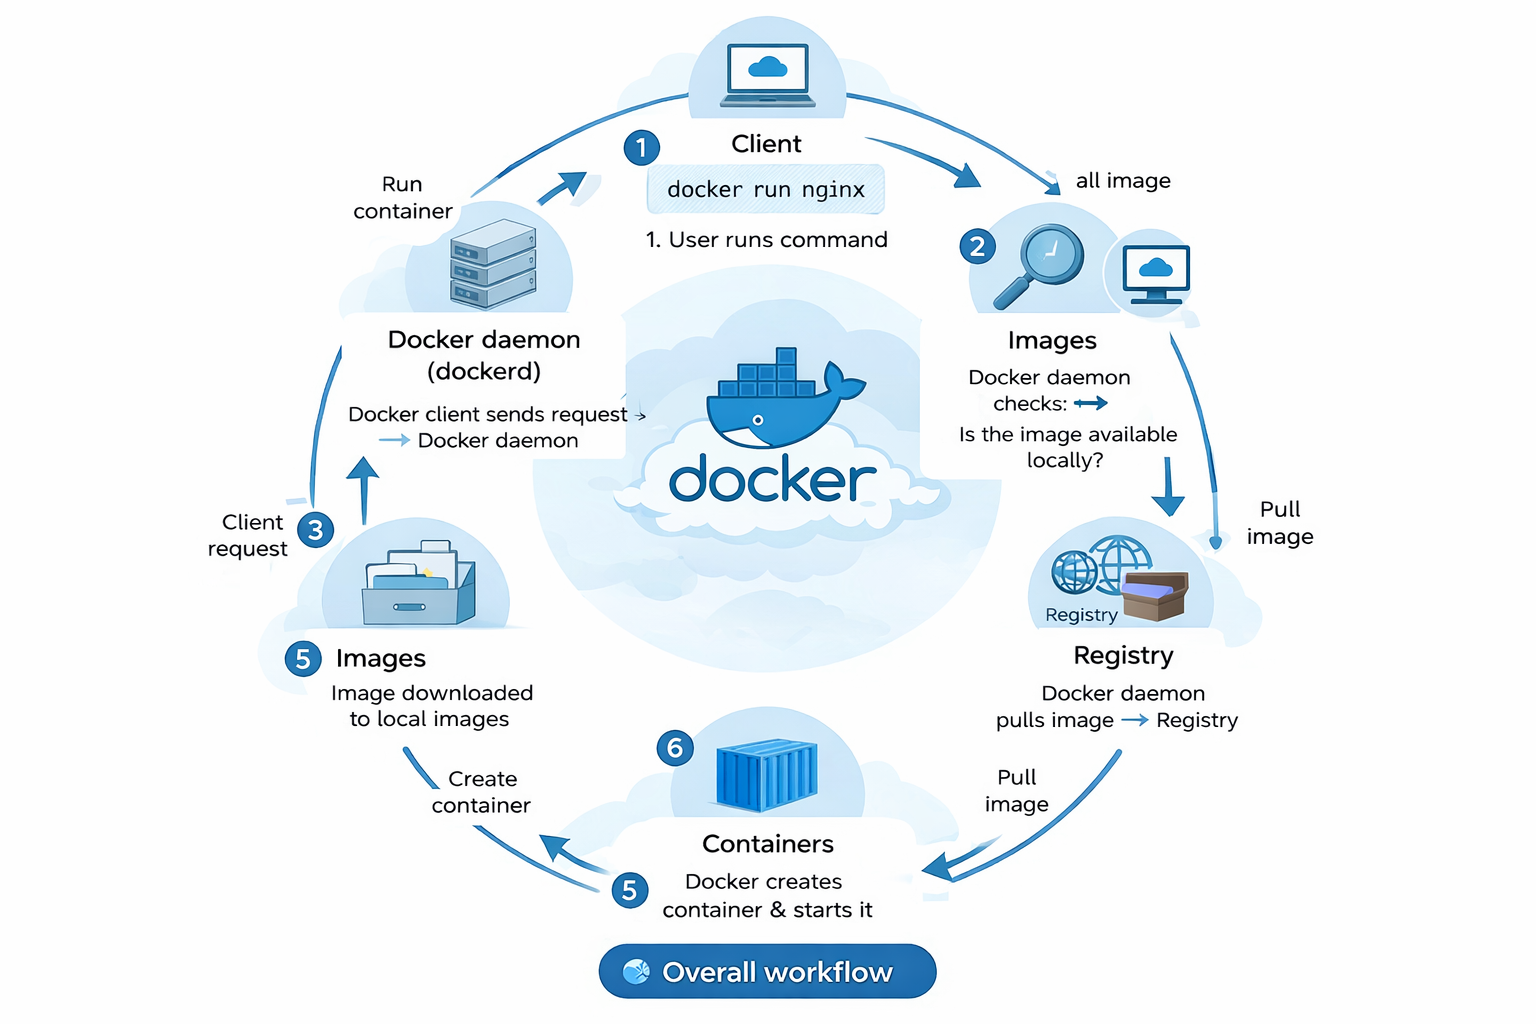 1
Client
docker run nginx
1. User runs command
all image
2
Images
Docker daemon
checks: →
Is the image available
locally?
Pull
image
Registry
Registry
Docker daemon
pulls image → Registry
Pull
image
6
Containers
5
Docker creates
container & starts it
Create
container
5 Images
Image downloaded
to local images
Client
request
3
Run
container
Docker daemon
(dockerd)
Docker client sends request →
→ Docker daemon
docker
Overall workflow